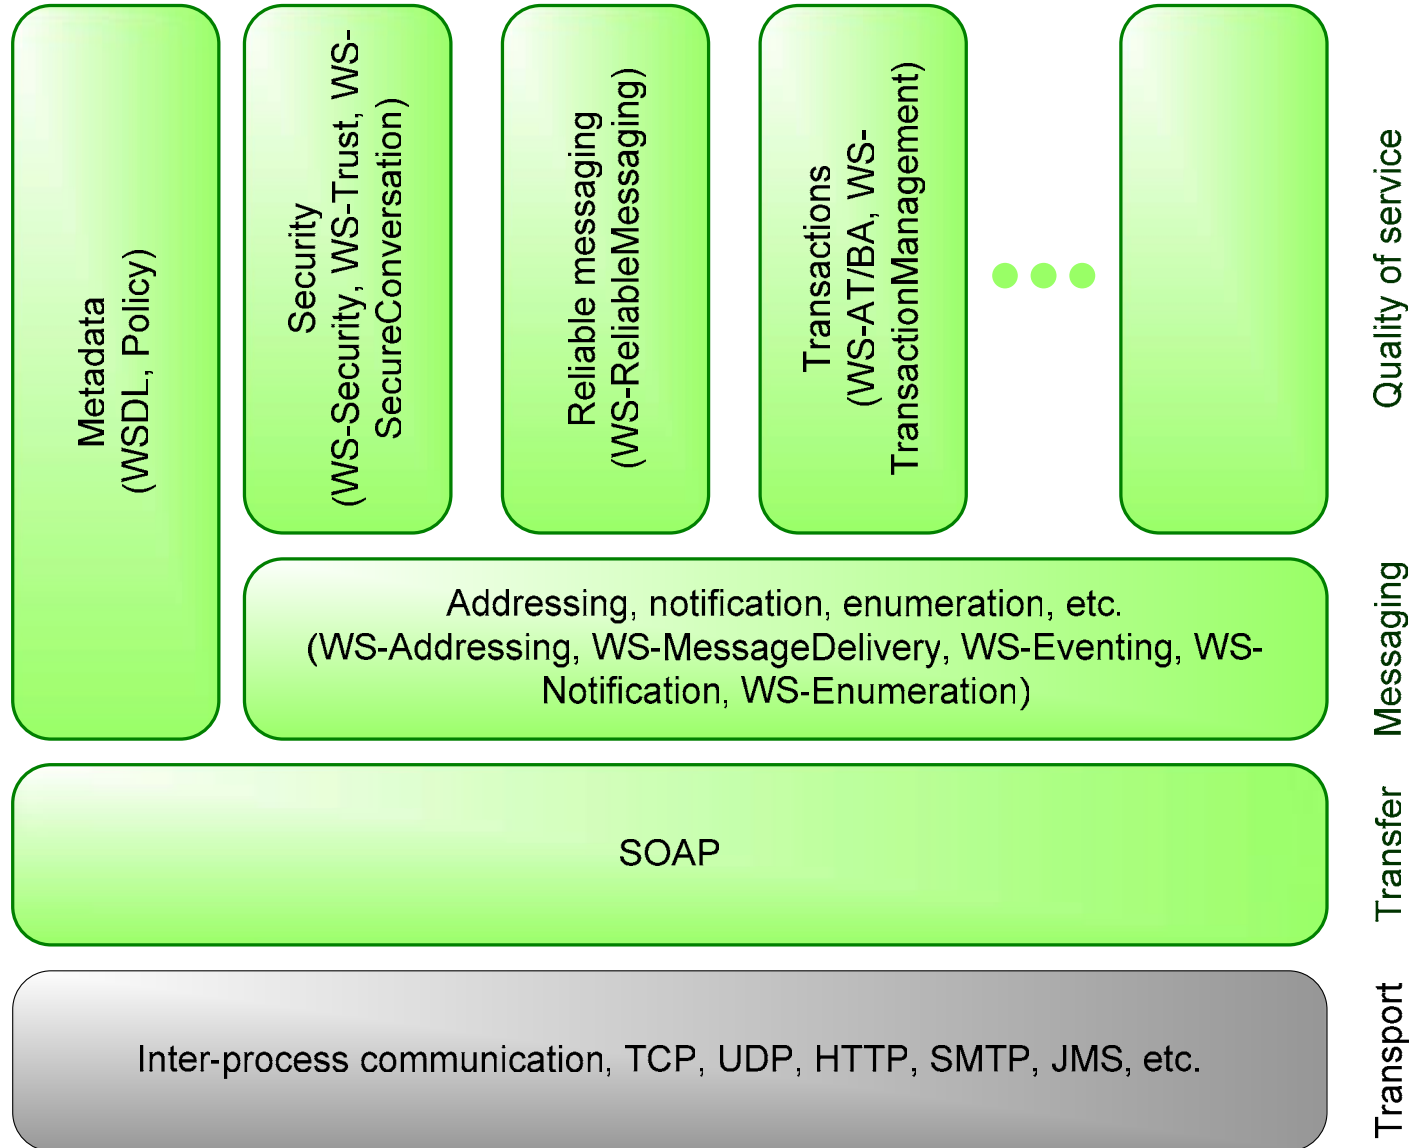 Metadata
(WSDL, Policy)
Security
(WS-Security, WS-Trust, WS-
SecureConversation)
Reliable messaging
(WS-ReliableMessaging)
Transactions
(WS-AT/BA, WS-
TransactionManagement)
Quality of service
Addressing, notification, enumeration, etc.
(WS-Addressing, WS-MessageDelivery, WS-Eventing, WS-
Notification, WS-Enumeration)
Messaging
SOAP
Transfer
Inter-process communication, TCP, UDP, HTTP, SMTP, JMS, etc.
Transport